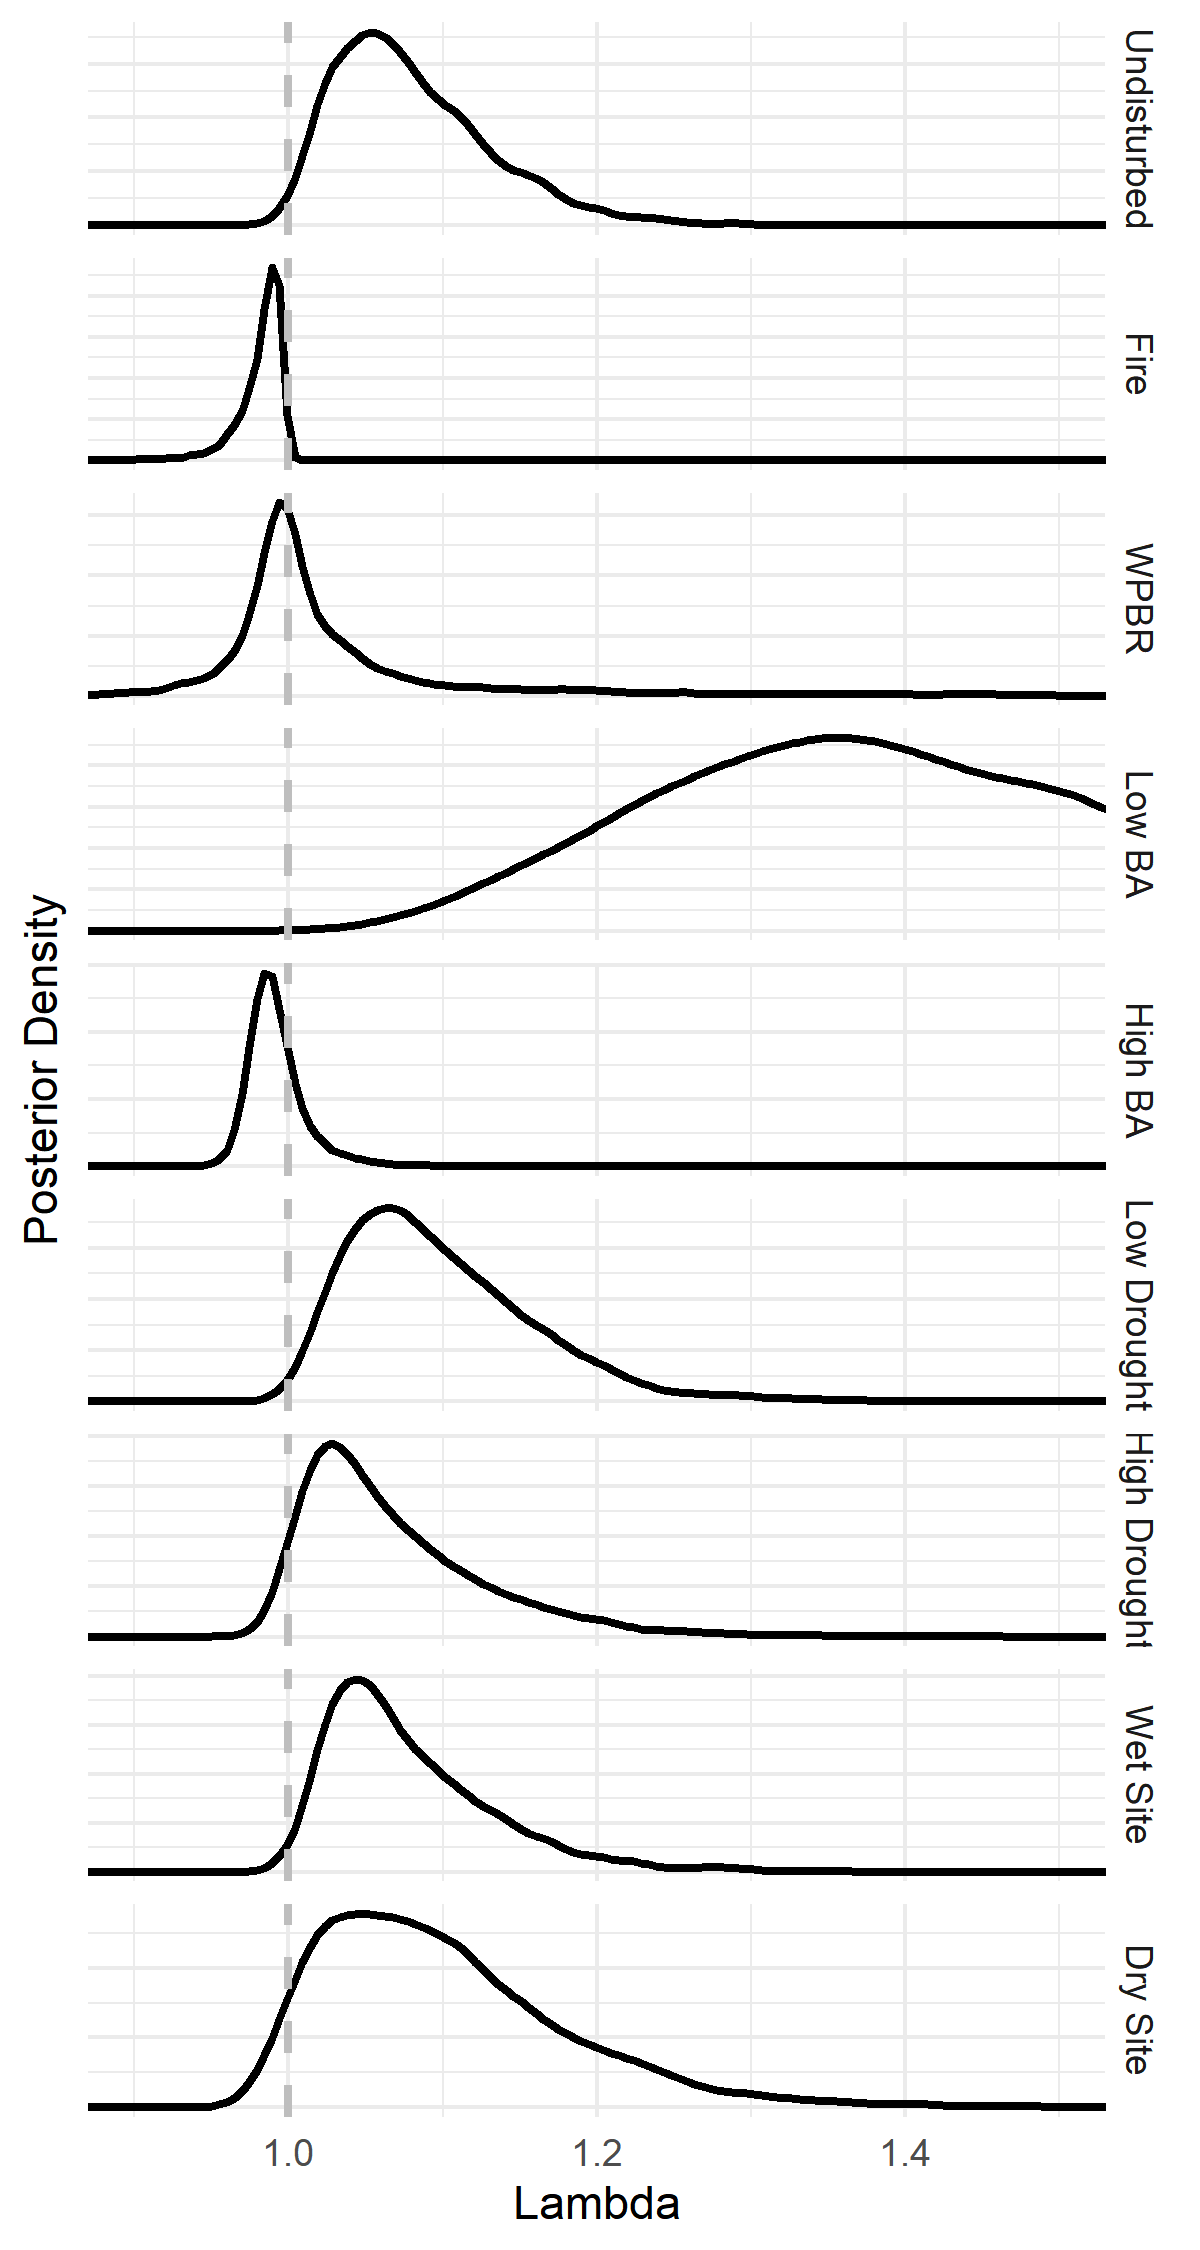 Undisturbed
Fire
WPBR
Low BA
High BA
Low Drought
High Drought
Wet Site
Dry Site
Posterior Density
1.0 1.2 1.4
Lambda